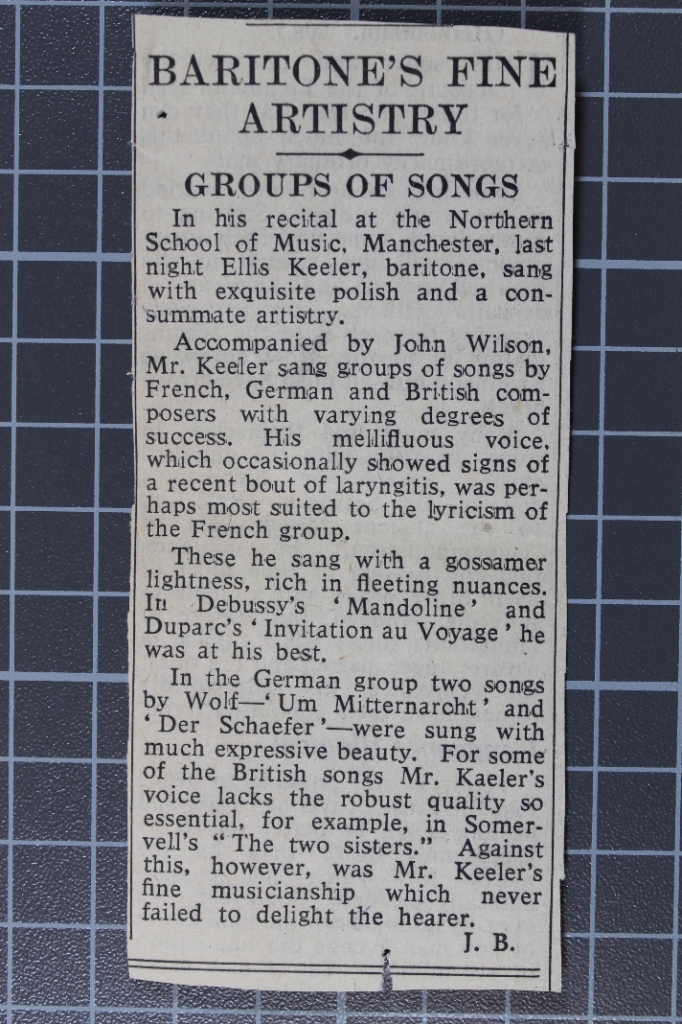 BARITONE'S FINE
ARTISTRY
GROUPS OF SONGS
In his recital at the Northern
School of Music, Manchester, last
night Ellis Keeler, baritone, sang
with exquisite polish and a con-
summate artistry.
Accompanied by John Wilson,
Mr. Keeler sang groups of songs by
French, German and British com-
posers with varying degrees of
success. His mellifluous voice,
which occasionally showed signs of
a recent bout of laryngitis, was per-
haps most suited to the lyricism of
the French group.
These he sang with a gossamer
lightness, rich in fleeting nuances.
In Debussy's 'Mandoline' and
Duparc's 'Invitation au Voyage' he
was at his best.
In the German group two songs
by Wolf—'Um Mitternarcht' and
'Der Schaefer'—were sung with
much expressive beauty. For some
of the British songs Mr. Kaeler's
voice lacks the robust quality so
essential, for example, in Somer-
vell's "The two sisters." Against
this, however, was Mr. Keeler's
fine musicianship which never
failed to delight the hearer.
J. B.